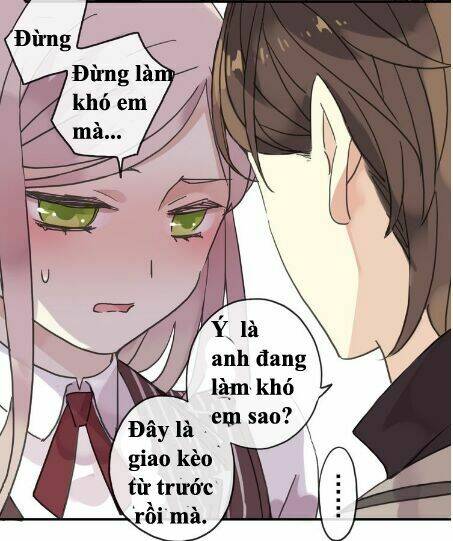 Đừng
Đừng làm
khó em
mà...
Ý là
anh đang
làm khó
em sao?
Đây là
giao kèo
từ trước
rồi mà.
......